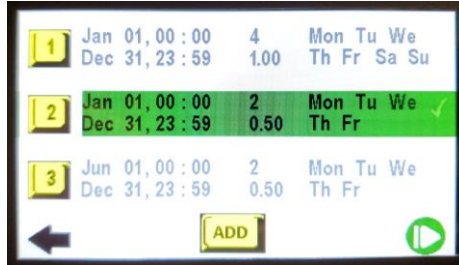 1 Jan 01, 00 : 00 4 Mon Tu We
Dec 31, 23 : 59 1.00 Th Fr Sa Su
2 Jan 01, 00 : 00 2 Mon Tu We
Dec 31, 23 : 59 0.50 Th Fr
3 Jun 01, 00 : 00 2 Mon Tu We
Dec 31, 23 : 59 0.50 Th Fr
ADD